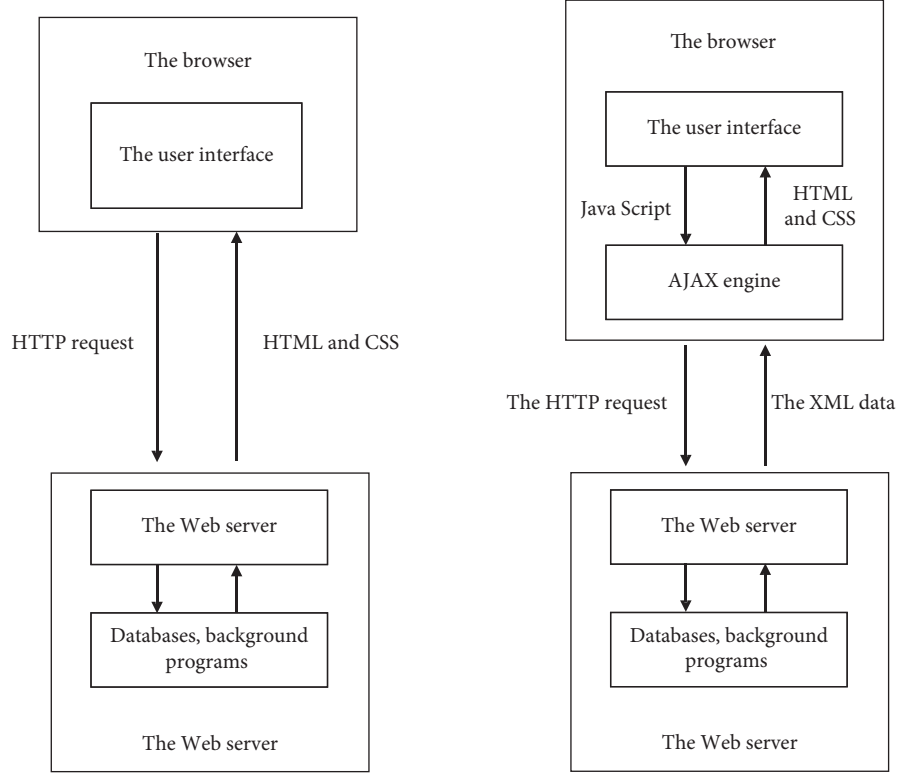 The browser
The user interface
HTTP request
HTML and CSS
The Web server
Databases, background
programs
The Web server
The browser
The user interface
Java Script
HTML
and CSS
AJAX engine
The HTTP request
The XML data
The Web server
Databases, background
programs
The Web server